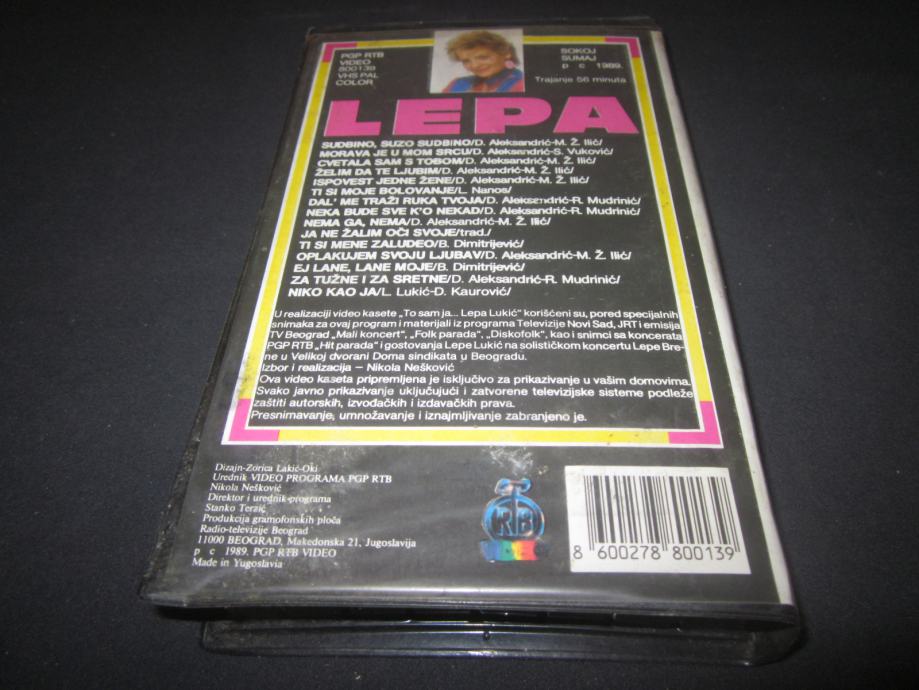 PGP RTB
VIDEO
800139
VHS PAL
COLOR
SOKOJ
SUMAJ
p c 1989.
Trajanje 56 minuta
LEPA
SUDBINO, SUZO SUDBINO/D. Aleksandrić-M. Ž. Ilić/
MORAVA JE U MOM SRCU/D. Aleksandrić-S. Vuković/
CVETALA SAM S TOBOM/D. Aleksandrić-M. Ž. Ilić/
ŽELIM DA TE LJUBIM/D. Aleksandrić-M. Ž. Ilić/
ISPOVEST JEDNE ŽENE/D. Aleksandrić-M. Ž. Ilić/
TI SI MOJE BOLOVANJE/L. Nanos/
DAL' ME TRAŽI RUKA TVOJA/D. Aleksendrić-R. Mudrinić/
NEKA BUDE SVE K'O NEKAD/D. Aleksandrić-R. Mudrinić/
NEMA GA, NEMA/D. Aleksandrić-M. Ž. Ilić/
JA NE ŽALIM OČI SVOJE/trad./
TI SI MENE ZALUDEO/B. Dimitrijević/
OPLAKUJEM SVOJU LJUBAV/D. Aleksandrić-M. Ž. Ilić/
EJ LANE, LANE MOJE/B. Dimitrijević/
ZA TUŽNE I ZA SRETNE/D. Aleksandrić-R. Mudrinić/
NIKO KAO JA/L. Lukić-D. Kaurović/
U realizaciji video kasete „To sam ja... Lepa Lukić" korišćeni su, pored specijalnih
snimaka za ovaj program i materijali iz programa Televizije Novi Sad, JRT i emisija
TV Beograd „Mali koncert", „Folk parada", „Diskofolk", kao i snimci sa koncerata
PGP RTB „Hit parada" i gostovanja Lepe Lukić na solističkom koncertu Lepe Bre-
ne u Velikoj dvorani Doma sindikata u Beogradu.
Izbor i realizacija – Nikola Nešković
Ova video kaseta pripremljena je isključivo za prikazivanje u vašim domovima.
Svako javno prikazivanje uključujući i zatvorene televizijske sisteme podleže
zaštiti autorskih, izvođačkih i izdavačkih prava.
Presnimavanje, umnožavanje i iznajmljivanje zabranjeno je.
Dizajn-Zorica Lakić-Oki
Urednik VIDEO PROGRAMA PGP RTB
Nikola Nešković
Direktor i urednik programa
Stanko Terzić
Produkcija gramofonskih ploča
Radio-televizije Beograd
11000 BEOGRAD, Makedonska 21, Jugoslavija
p c 1989. PGP RTB VIDEO
Made in Yugoslavia
RTB
8 600278 800139